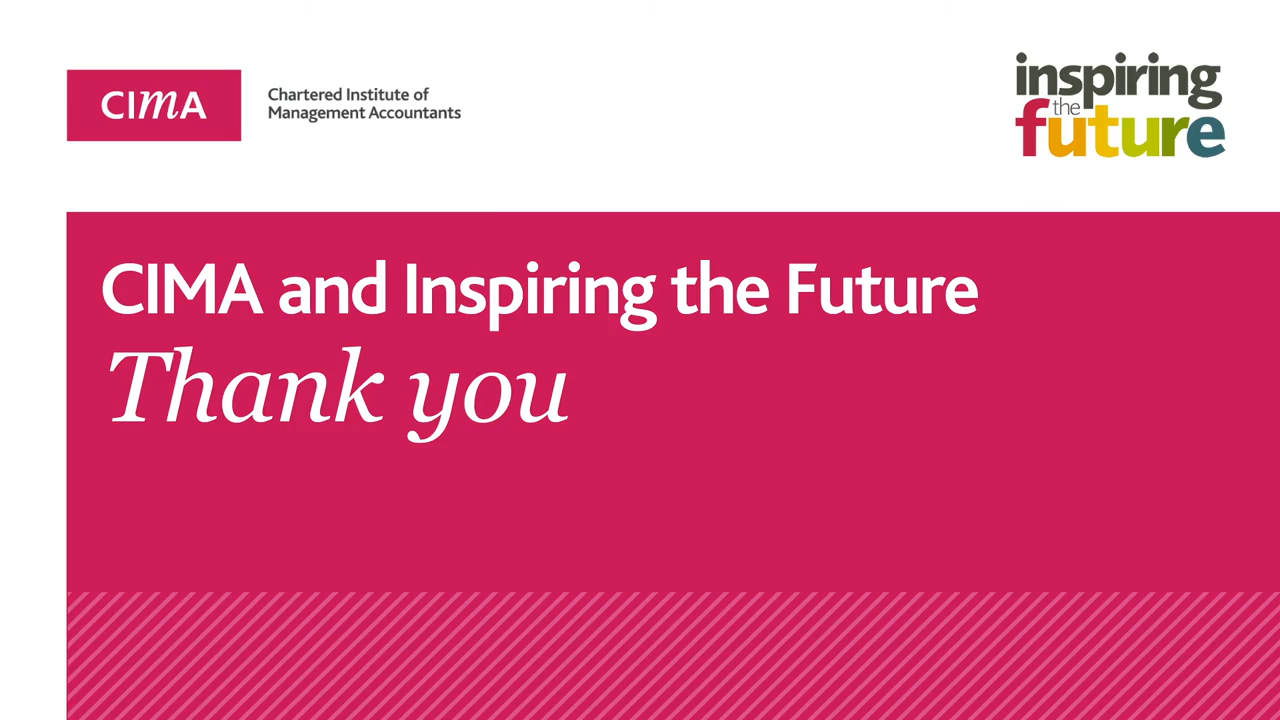 CIMA
Chartered Institute of
Management Accountants
inspiring
the
future
CIMA and Inspiring the Future
Thank you